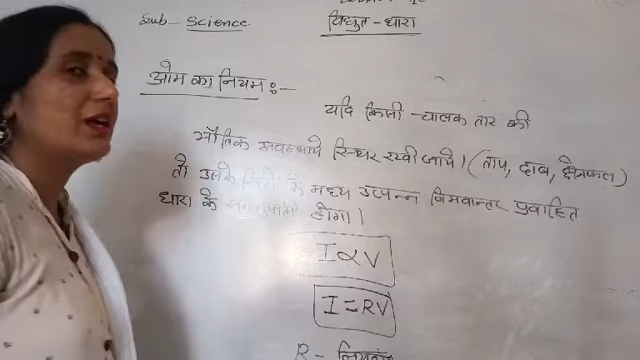 Sub- Science
विधुत - धारा
ओम का नियम :-
यदि किसी चालक तार की
भौतिक अवस्थाये स्थिर रखी जाये। (ताप, दाब, क्षेत्रफल)
तो उसके सिरो के मध्य उत्पन्न विभवान्तर प्रवाहित
धारा के समानुपाती होगा।
I ∝ V
I = RV
R -